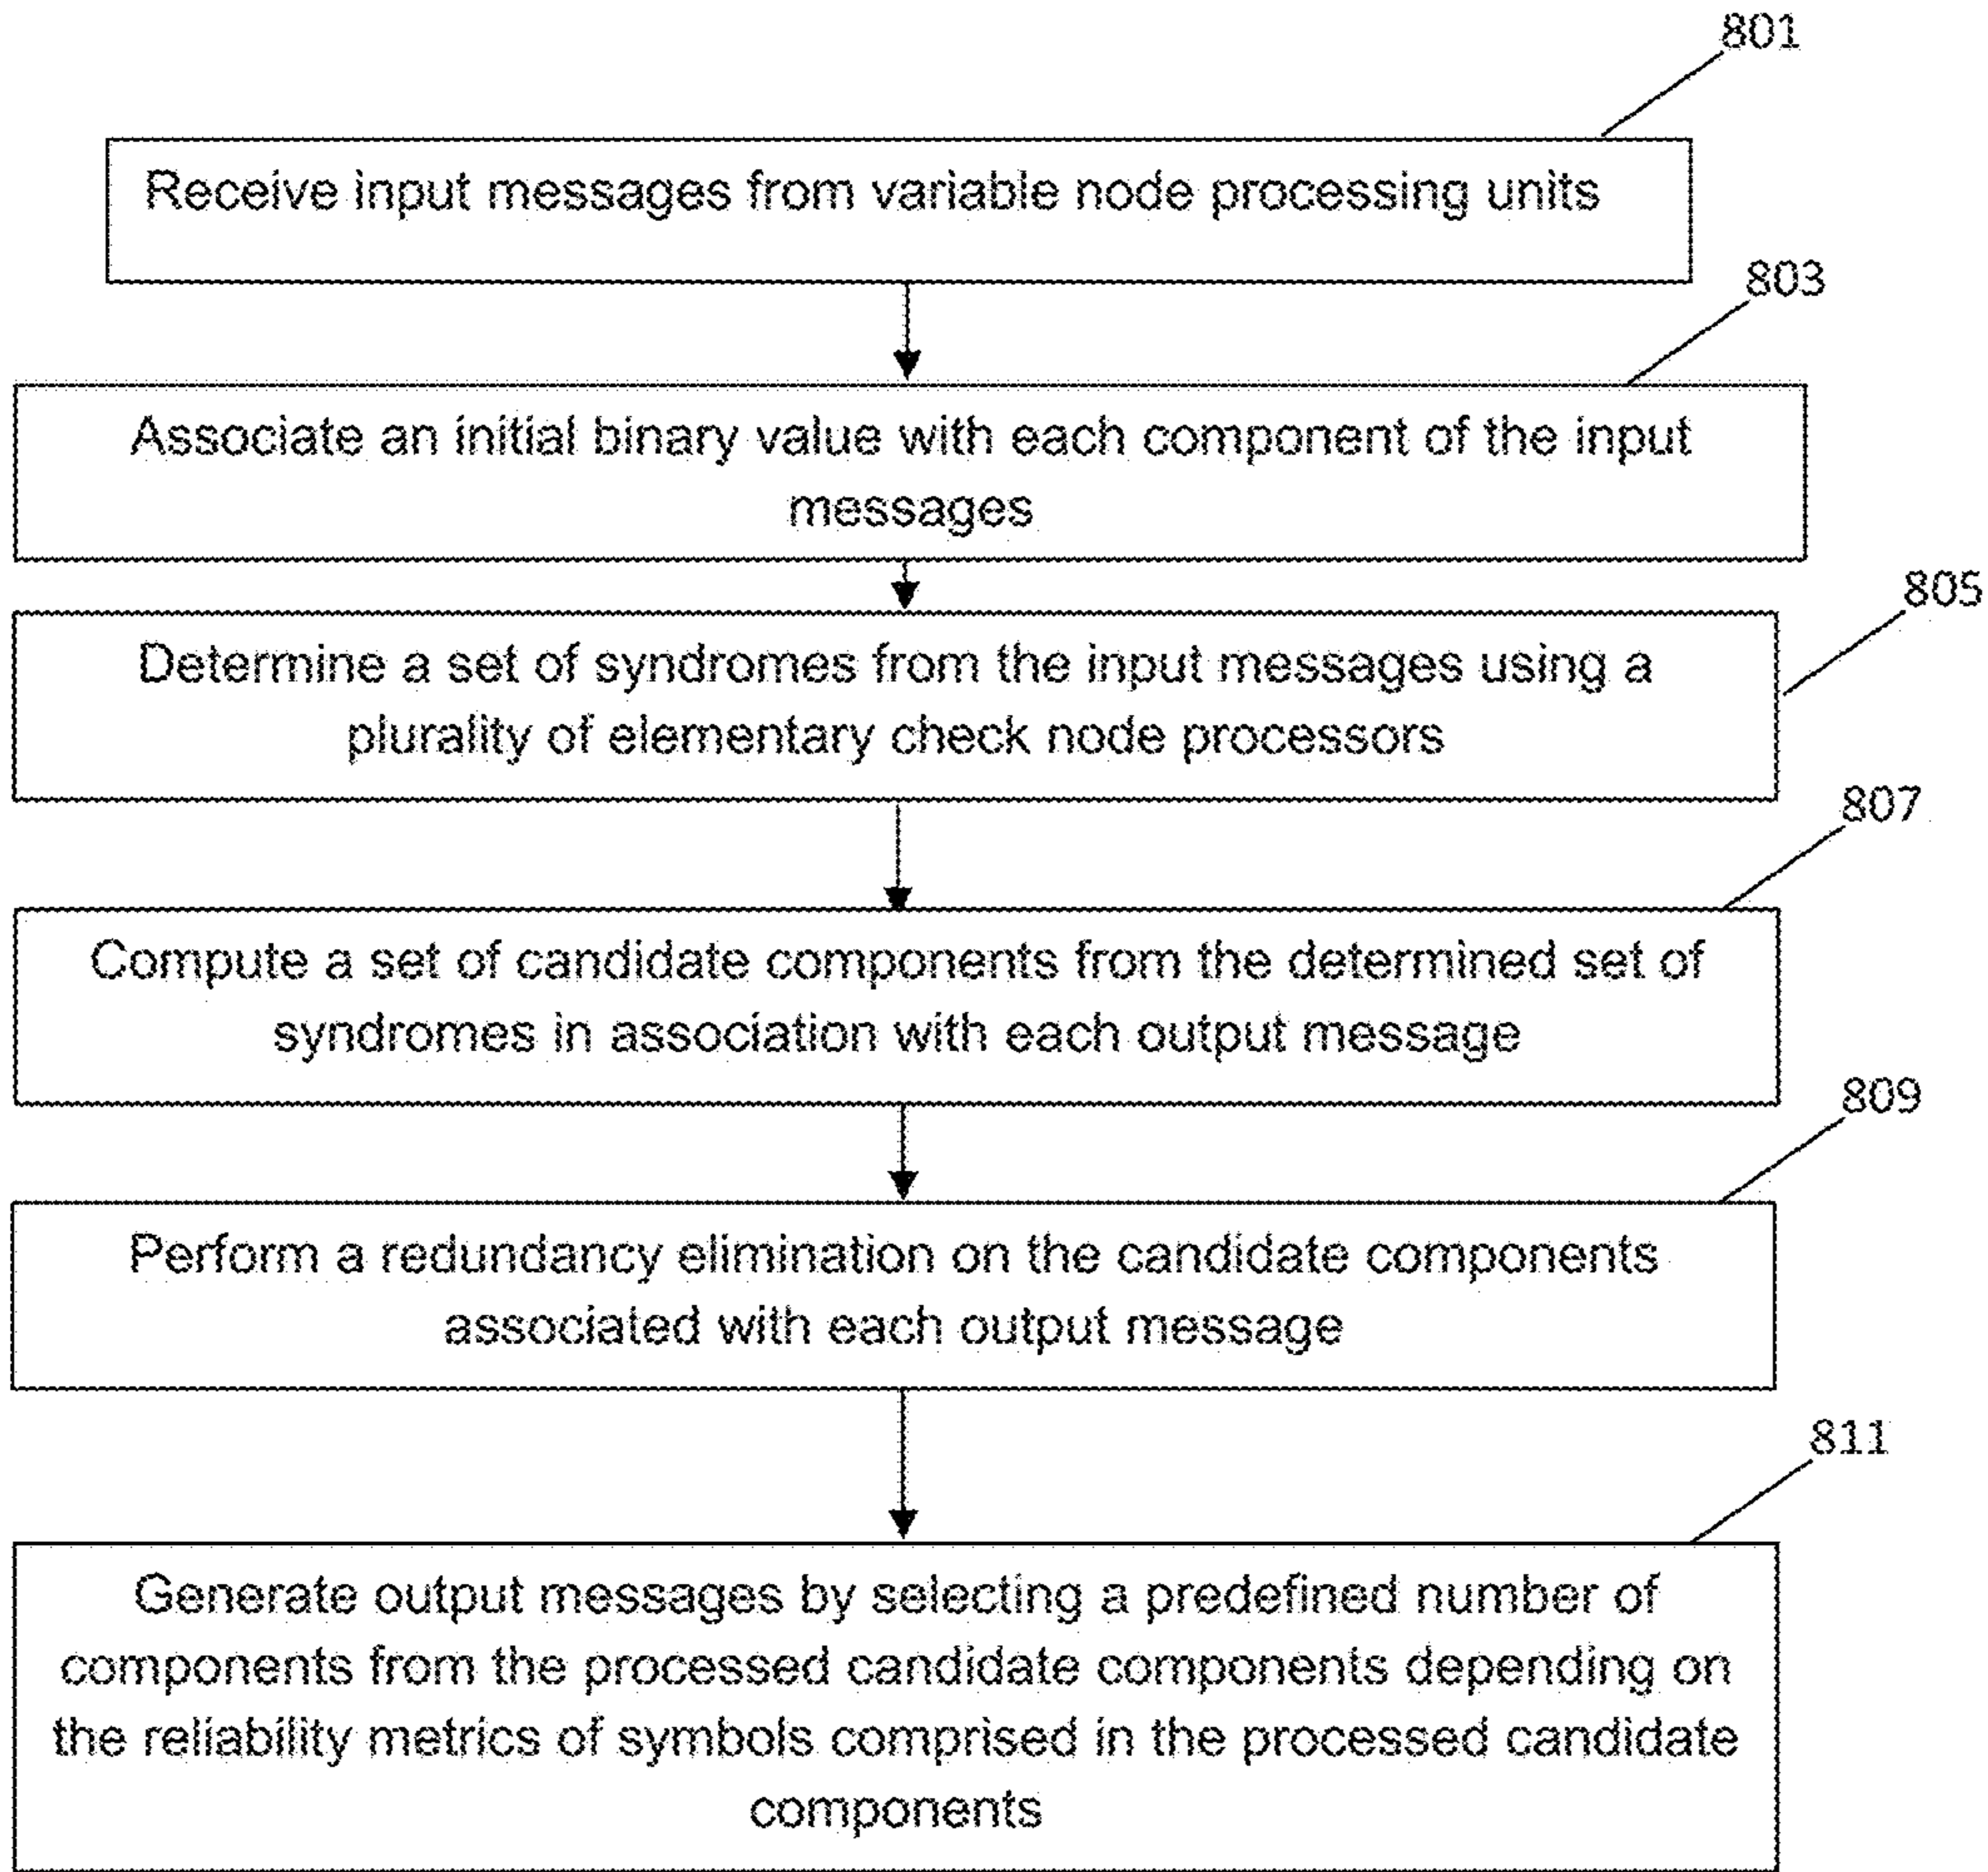 801
Receive input messages from variable node processing units
803
Associate an initial binary value with each component of the input
messages
805
Determine a set of syndromes from the input messages using a
plurality of elementary check node processors
807
Compute a set of candidate components from the determined set of
syndromes in association with each output message
809
Perform a redundancy elimination on the candidate components
associated with each output message
811
Generate output messages by selecting a predefined number of
components from the processed candidate components depending on
the reliability metrics of symbols comprised in the processed candidate
components